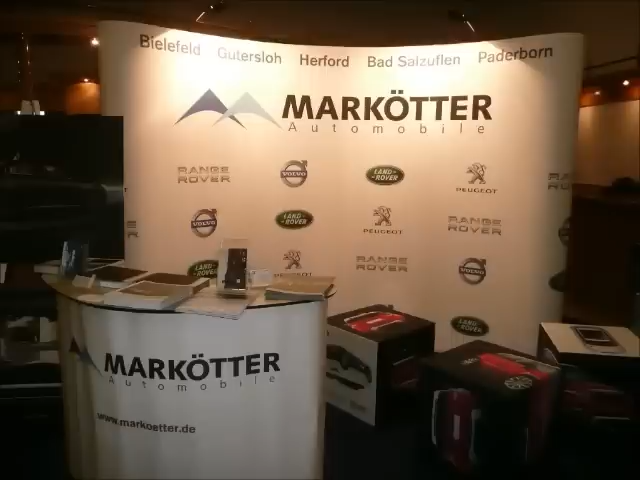 Bielefeld Gutersloh Herford Bad Salzuflen Paderborn
MARKÖTTER
Automobile
RANGE ROVER VOLVO LAND-ROVER PEUGEOT
VOLVO LAND-ROVER PEUGEOT RANGE ROVER
LAND-ROVER PEUGEOT RANGE ROVER VOLVO
LAND-ROVER
MARKÖTTER
Automobile
www.markoetter.de